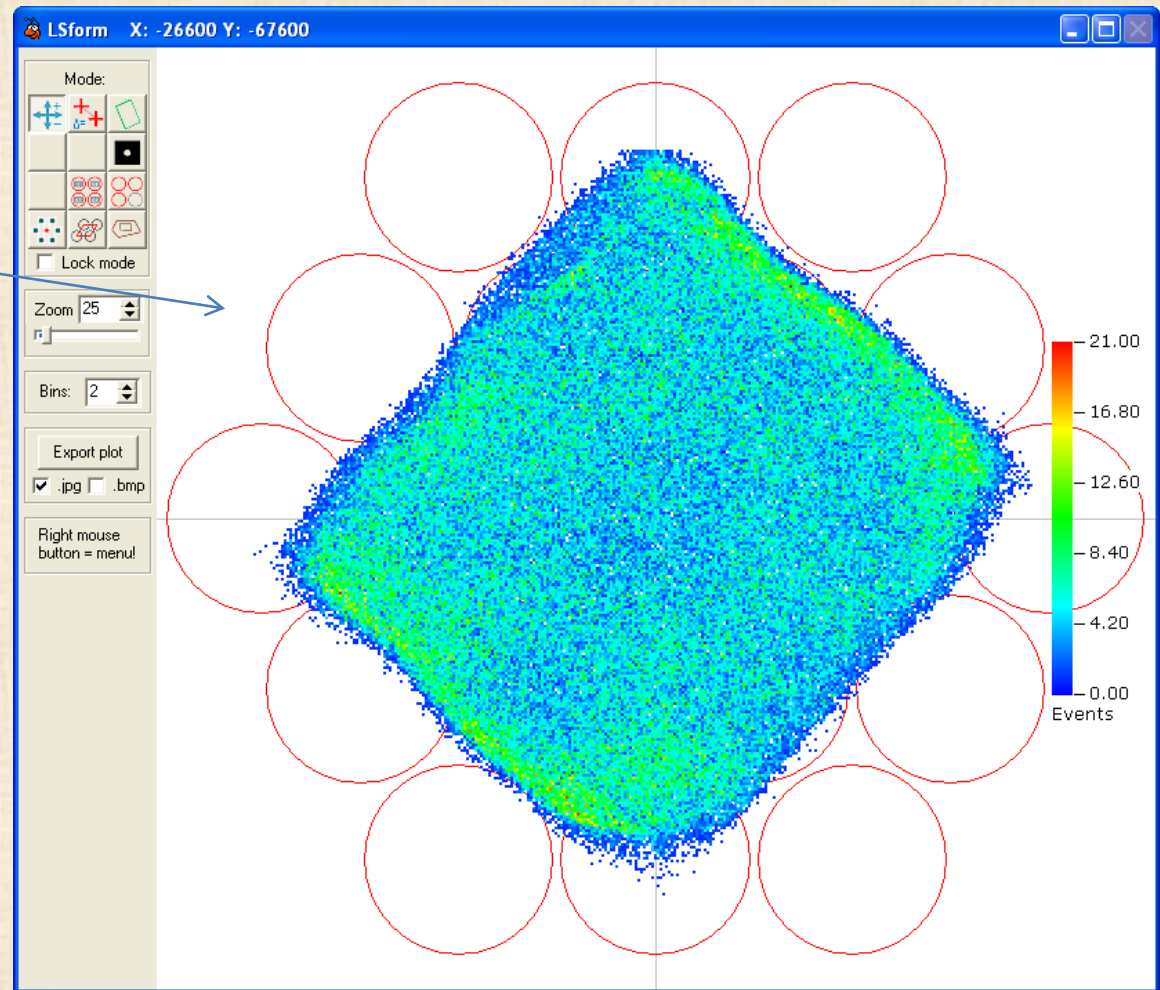 LSform X: -26600 Y: -67600
Mode:
Δ=
Lock mode
Zoom 25
Bins: 2
Export plot
.jpg .bmp
Right mouse
button = menu!
21.00
16.80
12.60
8.40
4.20
0.00
Events